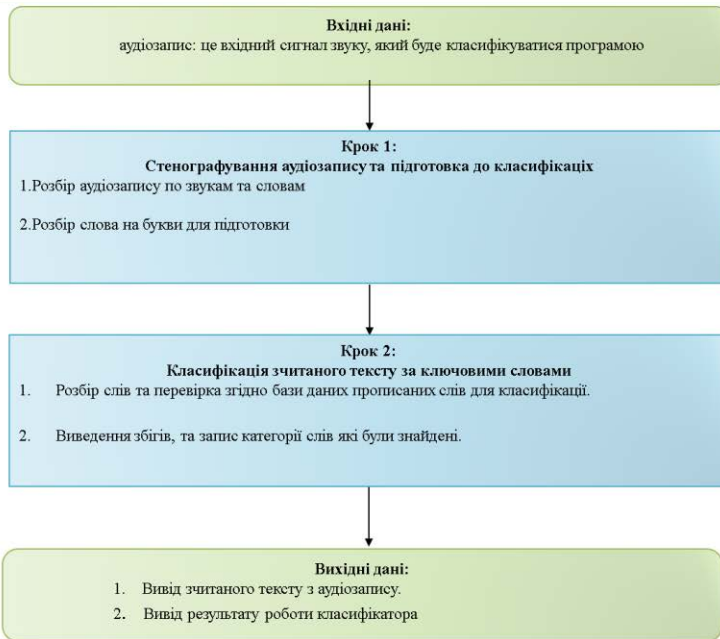 Вхідні дані:
аудіозапис: це вхідний сигнал звуку, який буде класифікуватися програмою
Крок 1:
Стенографування аудіозапису та підготовка до класифікаціх
1.Розбір аудіозапису по звукам та словам
2.Розбір слова на букви для підготовки
Крок 2:
Класифікація зчитаного тексту за ключовими словами
1. Розбір слів та перевірка згідно бази даних прописаних слів для класифікації.
2. Виведення збігів, та запис категорії слів які були знайдені.
Вихідні дані:
1. Вивід зчитаного тексту з аудіозапису.
2. Вивід результату роботи класифікатора